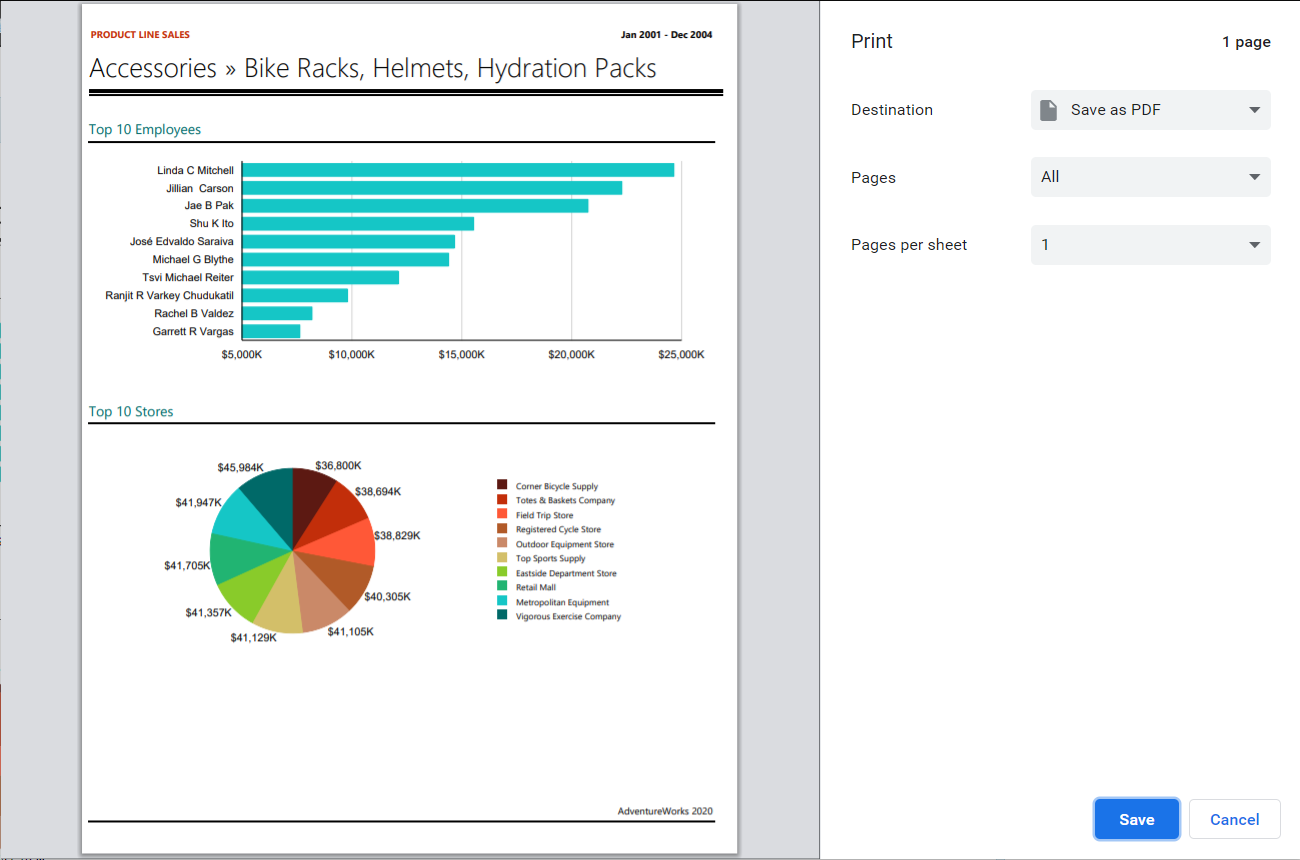 PRODUCT LINE SALES
Jan 2001 - Dec 2004
Accessories » Bike Racks, Helmets, Hydration Packs
Top 10 Employees
Linda C Mitchell
Jillian  Carson
Jae B Pak
Shu K Ito
José Edvaldo Saraiva
Michael G Blythe
Tsvi Michael Reiter
Ranjit R Varkey Chudukatil
Rachel B Valdez
Garrett R Vargas
$5,000K $10,000K $15,000K $20,000K $25,000K
Top 10 Stores
$45,984K
$36,800K
$41,947K
$38,694K
$38,829K
$41,705K
$40,305K
$41,357K
$41,105K
$41,129K
Corner Bicycle Supply
Totes & Baskets Company
Field Trip Store
Registered Cycle Store
Outdoor Equipment Store
Top Sports Supply
Eastside Department Store
Retail Mall
Metropolitan Equipment
Vigorous Exercise Company
AdventureWorks 2020
Print
1 page
Destination
Save as PDF
Pages
All
Pages per sheet
1
Save
Cancel